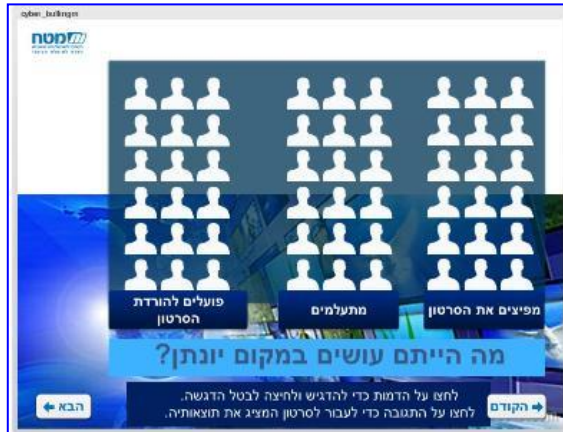 cyber_bullingin
מטח
מפיצים את הסרטון
מתעלמים
פועלים להורדת
הסרטון
מה הייתם עושים במקום יונתן?
לחצו על הדמות כדי להדגיש ולחיצה לבטל הדגשה.
לחצו על התגובה כדי לעבור לסרטון המציג את תוצאותיה.
הקודם
הבא